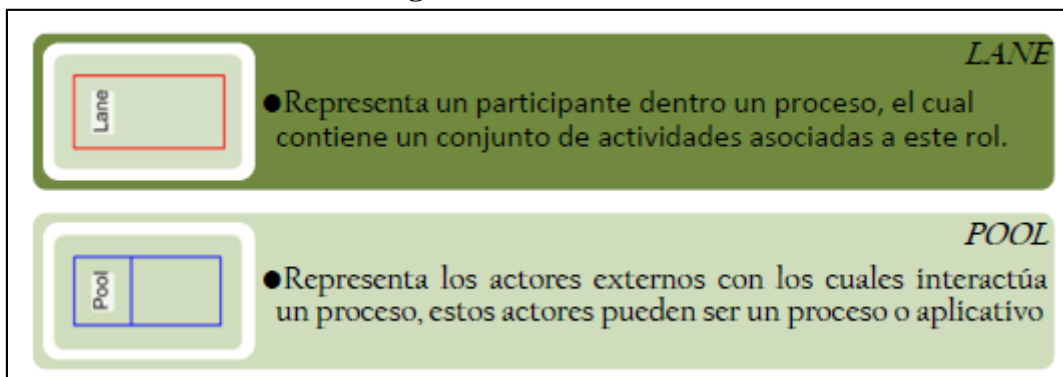 LANE
Lane
●Representa un participante dentro un proceso, el cual
contiene un conjunto de actividades asociadas a este rol.
POOL
Pool
●Representa los actores externos con los cuales interactúa
un proceso, estos actores pueden ser un proceso o aplicativo